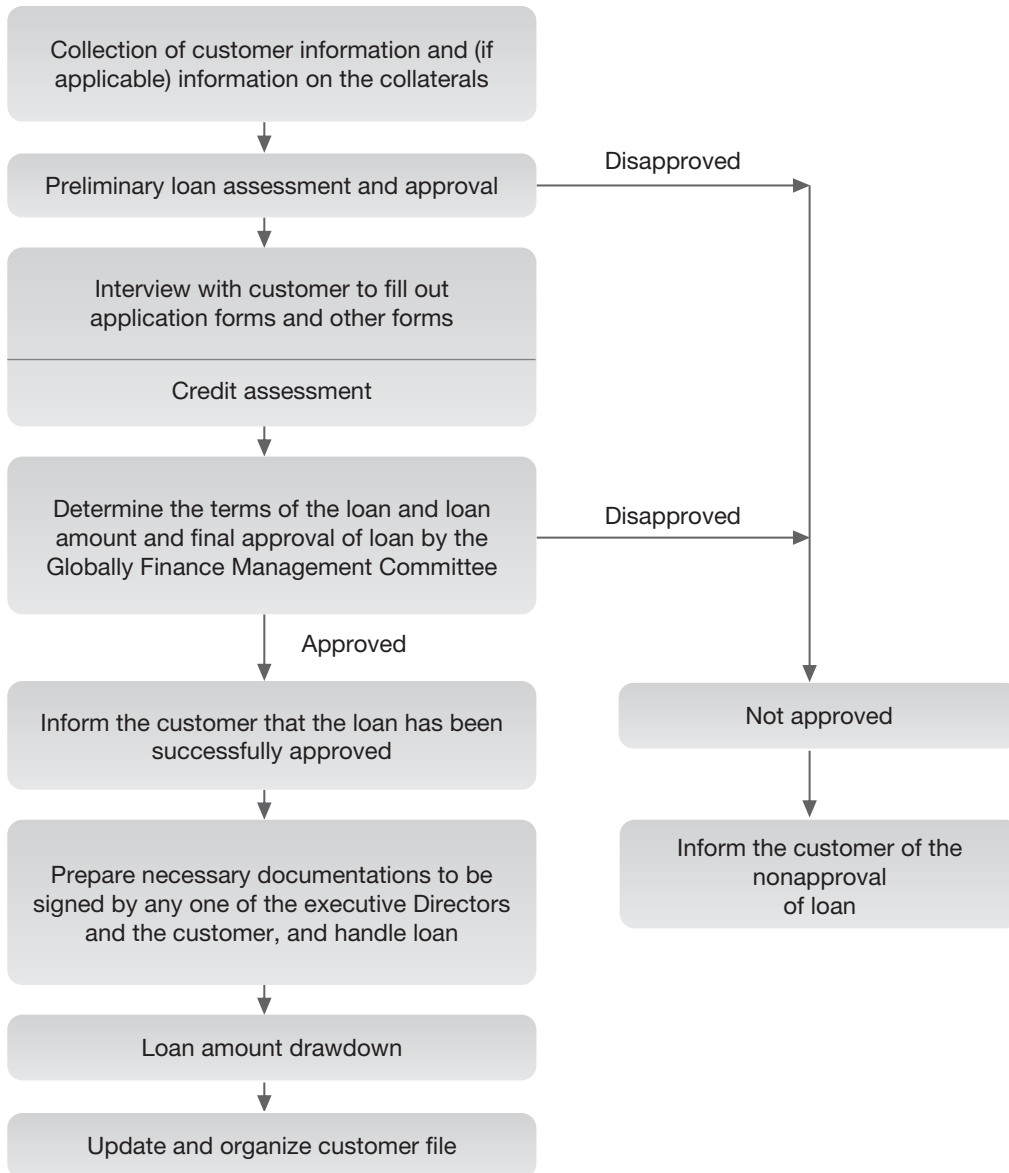 Collection of customer information and (if
applicable) information on the collaterals
Disapproved
Preliminary loan assessment and approval
Interview with customer to fill out
application forms and other forms
Credit assessment
Determine the terms of the loan and loan
amount and final approval of loan by the
Globally Finance Management Committee
Disapproved
Approved
Inform the customer that the loan has been
successfully approved
Not approved
Prepare necessary documentations to be
signed by any one of the executive Directors
and the customer, and handle loan
Inform the customer of the
nonapproval
of loan
Loan amount drawdown
Update and organize customer file